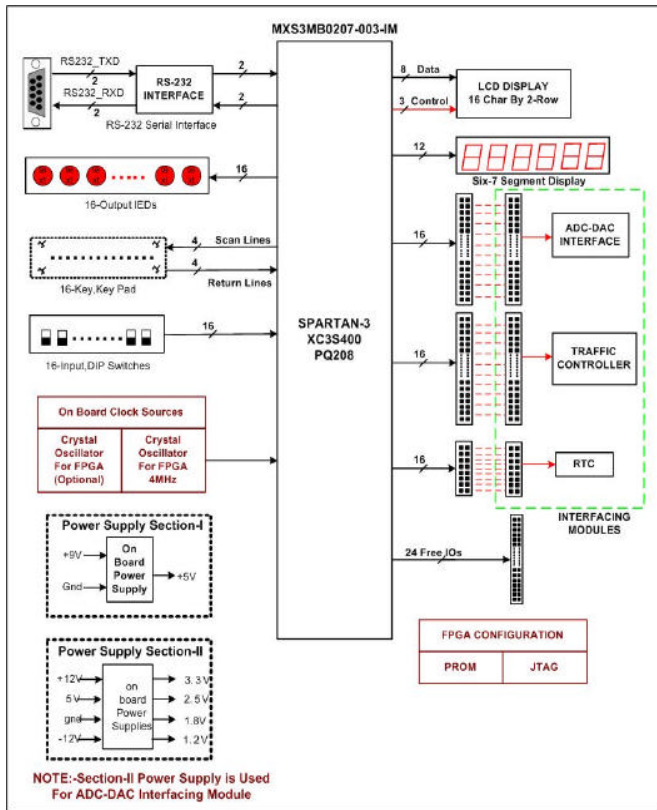 MXS3MB0207-003-IM
RS232_TXD
2
RS232_RXD
2
RS-232
INTERFACE
2
2
RS-232 Serial Interface
16
16-Output lEDs
4
Scan Lines
4
Return Lines
16-Key,Key Pad
16
16-Input,DIP Switches
On Board Clock Sources
Crystal
Oscillator
For FPGA
(Optional)
Crystal
Oscillator
For FPGA
4MHz
Power Supply Section-I
+9V
Gnd
On
Board
Power
Supply
+5V
Power Supply Section-II
+12V
5V
gnd
-12V
on
board
Power
Supplies
3.3V
2.5V
1.8V
1.2V
NOTE:-Section-II Power Supply is Used
For ADC-DAC Interfacing Module
SPARTAN-3
XC3S400
PQ208
8 Data
3 Control
LCD DISPLAY
16 Char By 2-Row
12
Six-7 Segment Display
16
ADC-DAC
INTERFACE
16
TRAFFIC
CONTROLLER
16
RTC
INTERFACING
MODULES
24 Free IOs
FPGA CONFIGURATION
PROM
JTAG